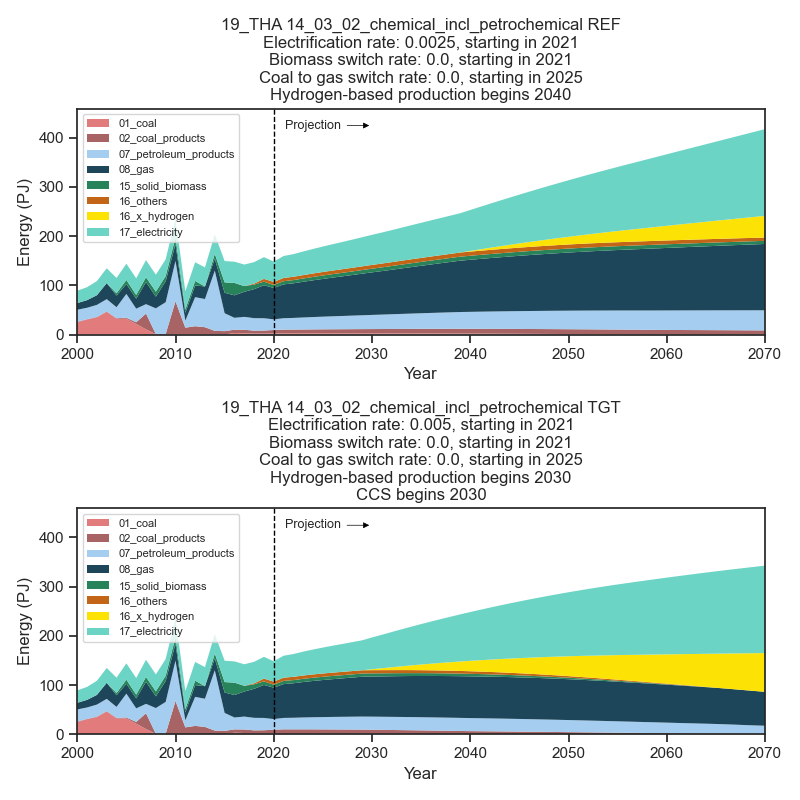 19_THA 14_03_02_chemical_incl_petrochemical REF
Electrification rate: 0.0025, starting in 2021
Biomass switch rate: 0.0, starting in 2021
Coal to gas switch rate: 0.0, starting in 2025
Hydrogen-based production begins 2040
Energy (PJ)
400
300
200
100
0
01_coal
02_coal_products
07_petroleum_products
08_gas
15_solid_biomass
16_others
16_x_hydrogen
17_electricity
Projection
2000 2010 2020 2030 2040 2050 2060 2070
Year
19_THA 14_03_02_chemical_incl_petrochemical TGT
Electrification rate: 0.005, starting in 2021
Biomass switch rate: 0.0, starting in 2021
Coal to gas switch rate: 0.0, starting in 2025
Hydrogen-based production begins 2030
CCS begins 2030
Energy (PJ)
400
300
200
100
0
01_coal
02_coal_products
07_petroleum_products
08_gas
15_solid_biomass
16_others
16_x_hydrogen
17_electricity
Projection
2000 2010 2020 2030 2040 2050 2060 2070
Year